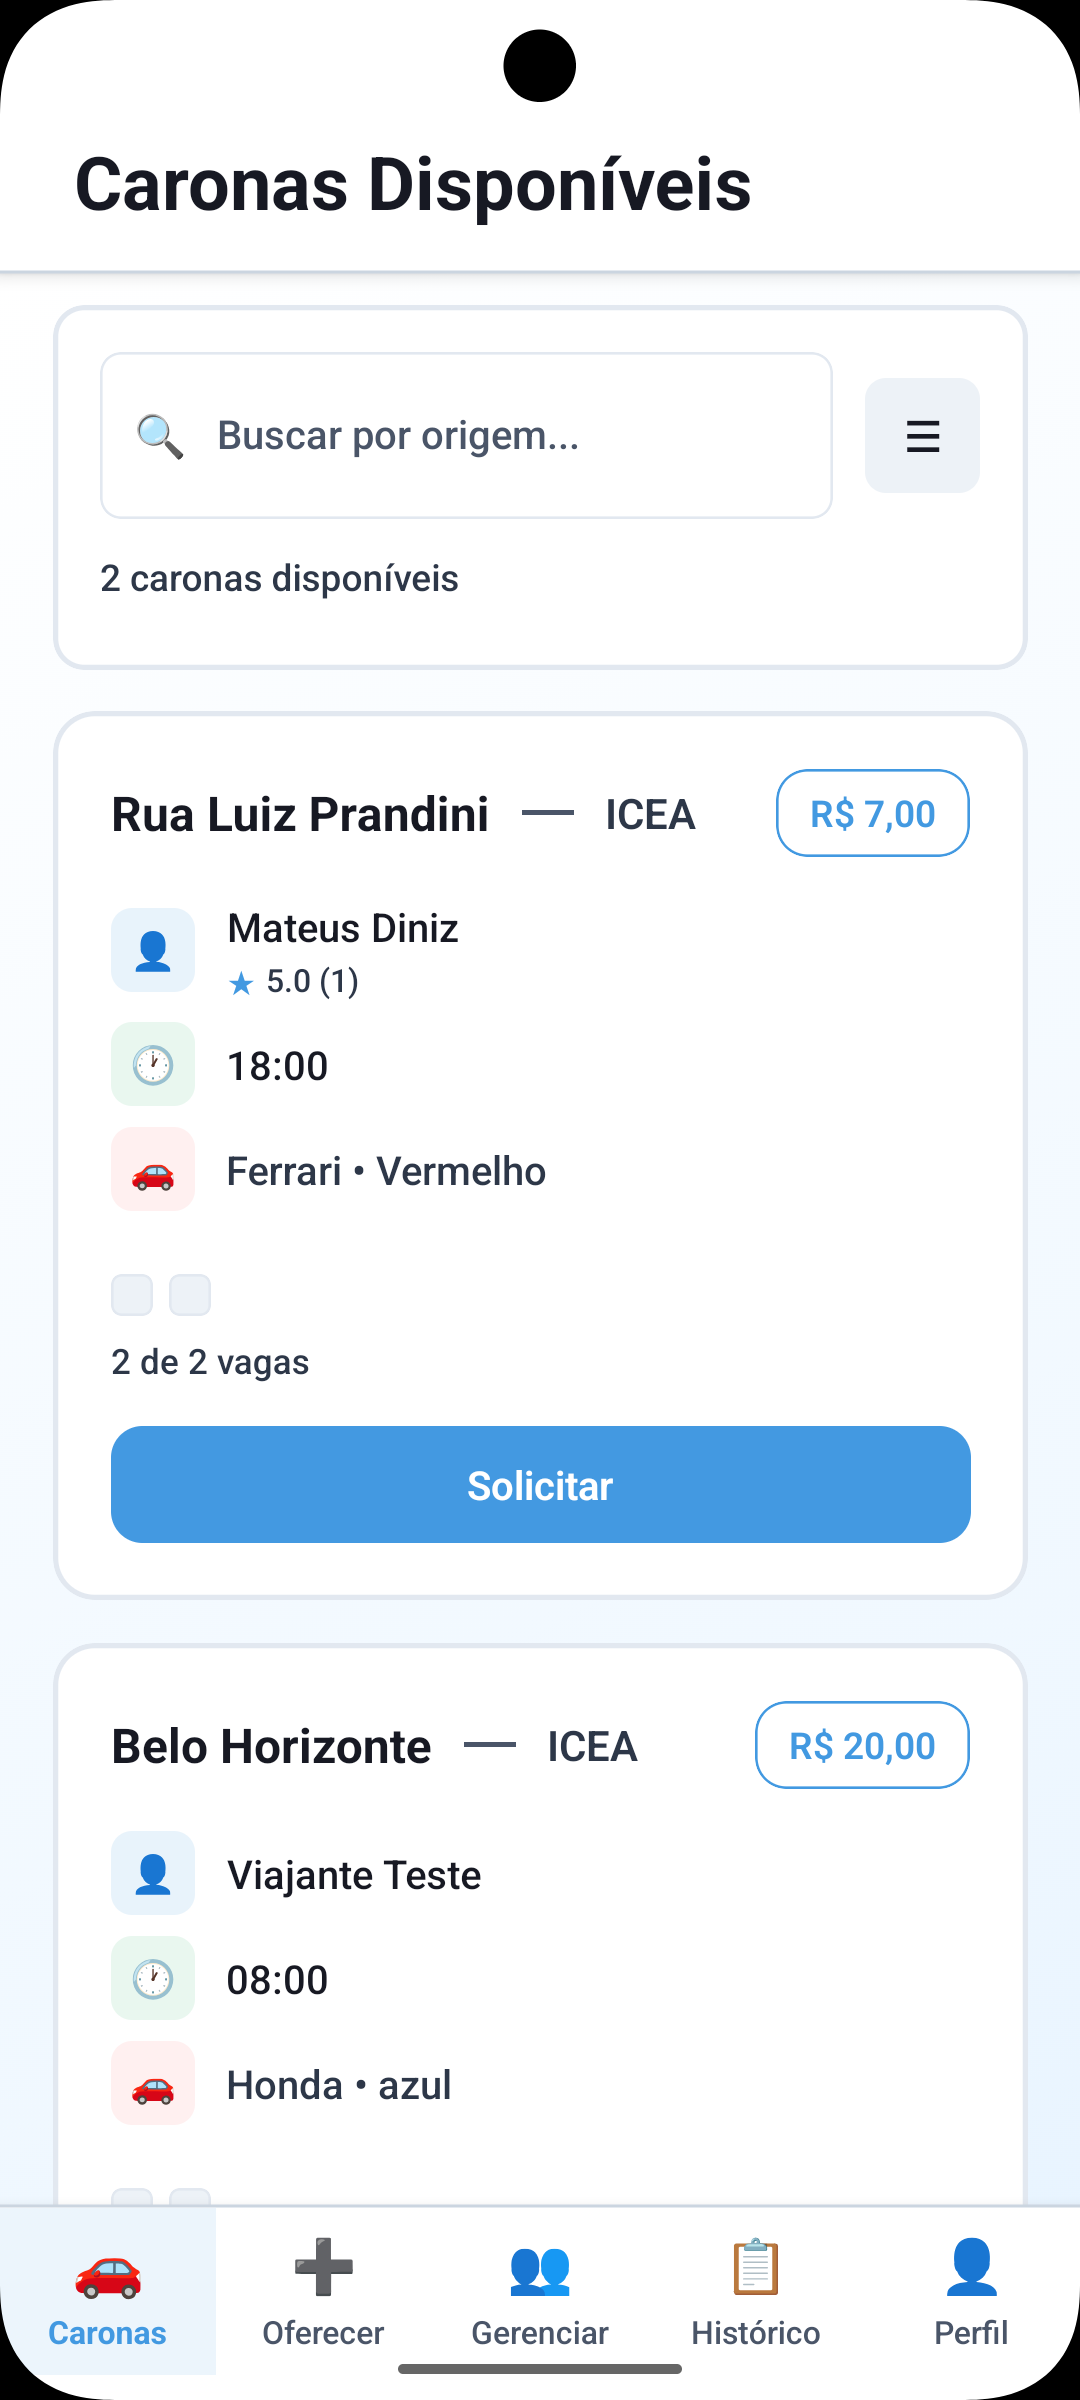 Caronas Disponíveis
Buscar por origem...
2 caronas disponíveis
Rua Luiz Prandini — ICEA R$ 7,00
Mateus Diniz
★ 5.0 (1)
18:00
Ferrari • Vermelho
2 de 2 vagas
Solicitar
Belo Horizonte — ICEA R$ 20,00
Viajante Teste
08:00
Honda • azul
Caronas Oferecer Gerenciar Histórico Perfil